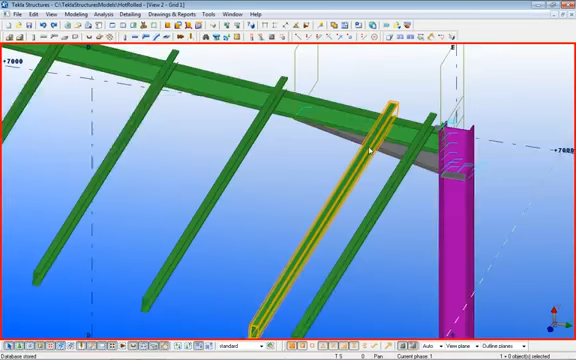 Tekla Structures - C:\TeklaStructuresModels\HotRolled - [View 2 - Grid 1]
File Edit View Modeling Analysis Detailing Drawings & Reports Tools Window Help
D
E
+7000
+7000
standard
Auto
View plane
Outline planes
Database stored
T S 0 Pan Current phase: 1 1 + 0 object(s) selected